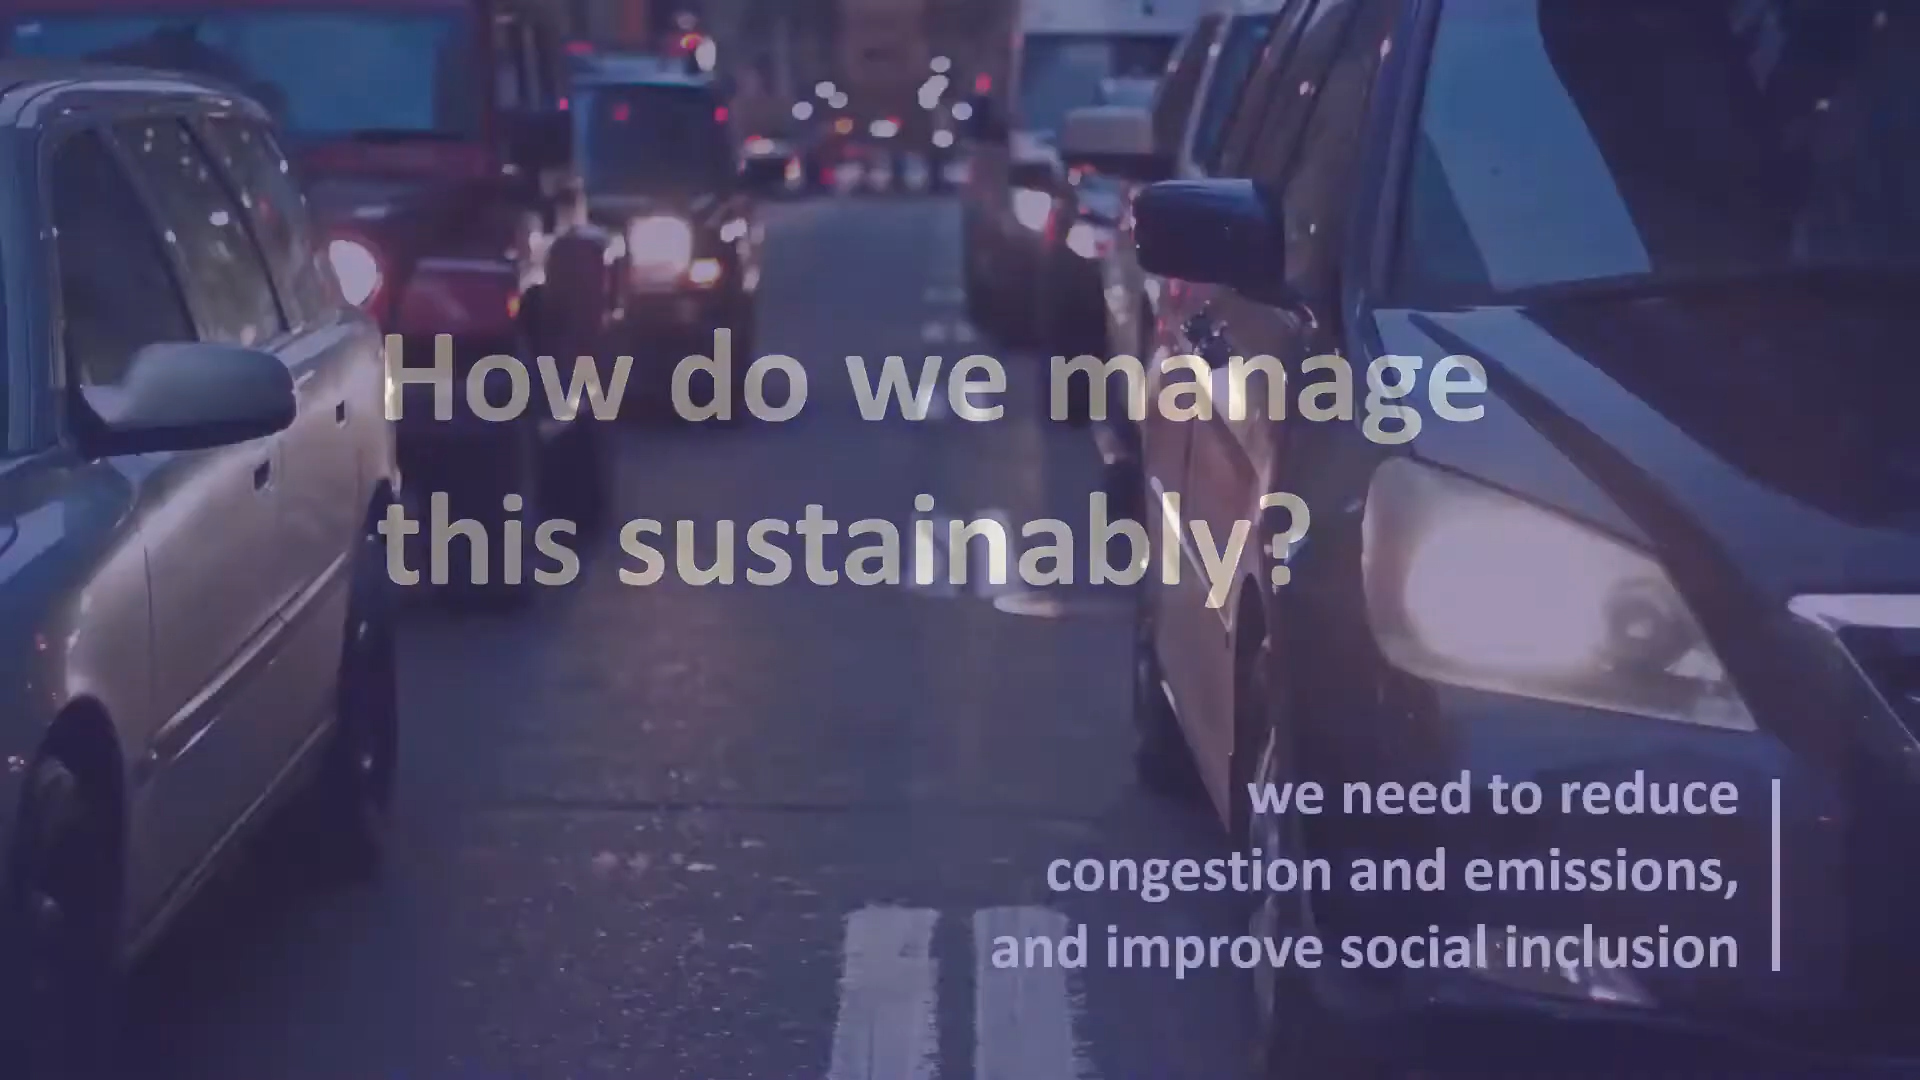 How do we manage
this sustainably?
we need to reduce
congestion and emissions,
and improve social inclusion